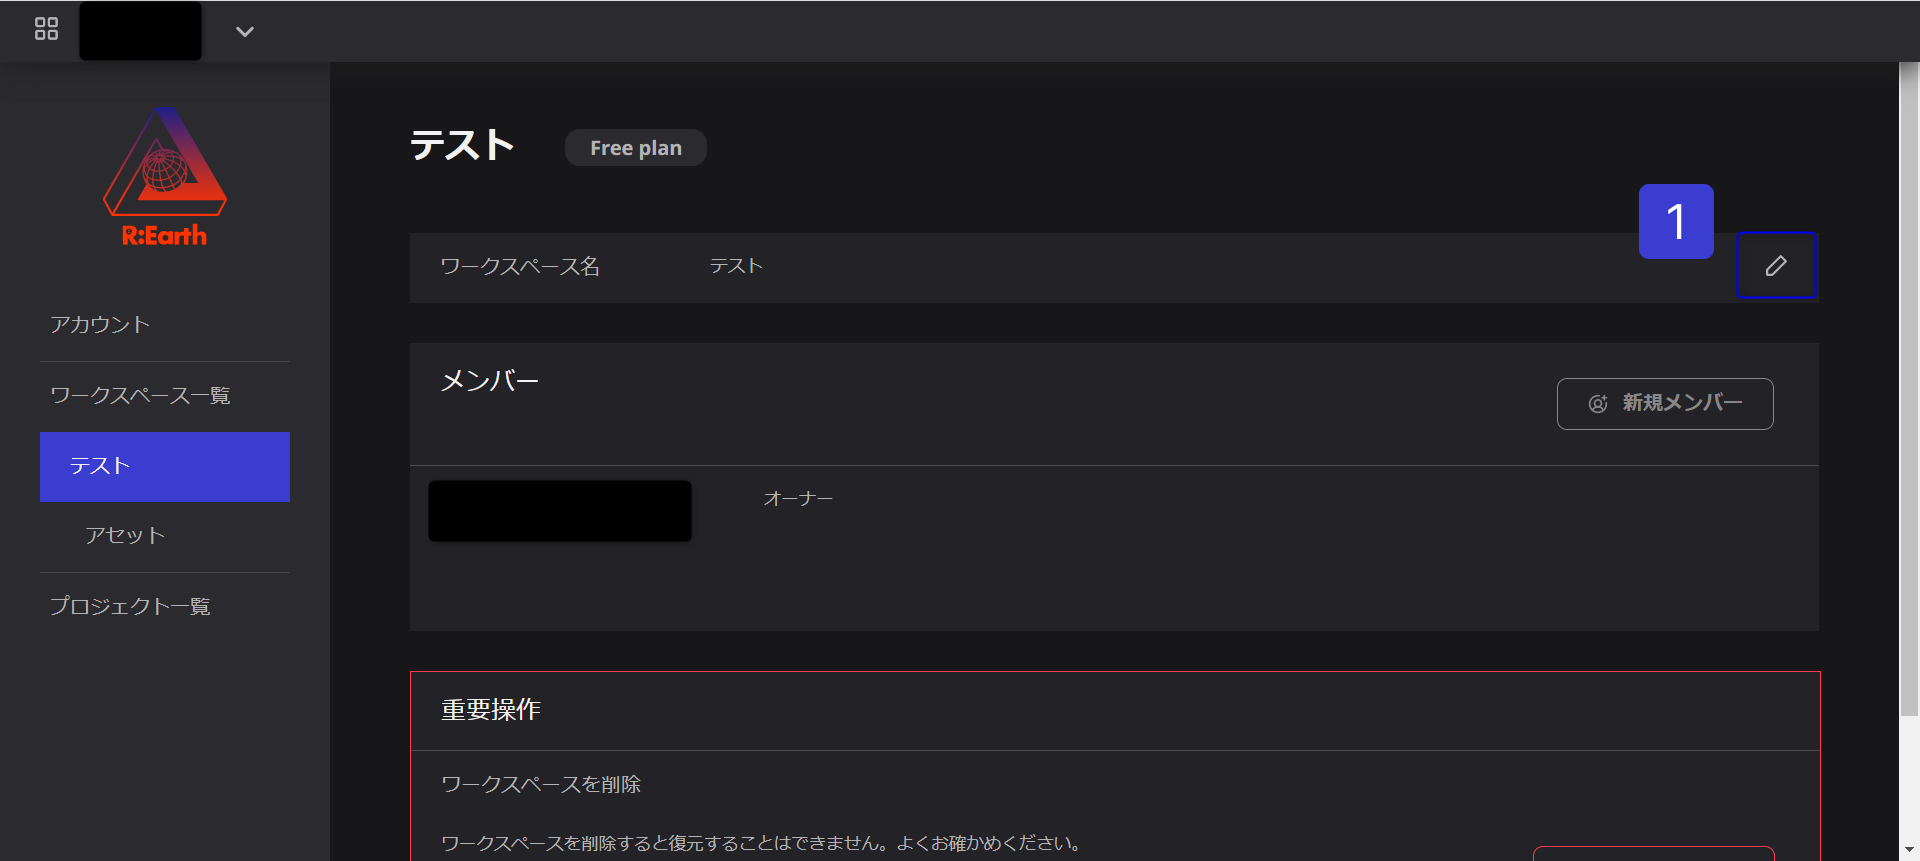 R:Earth
アカウント
ワークスペース一覧
テスト
アセット
プロジェクト一覧
テスト
Free plan
1
ワークスペース名 テスト
メンバー
新規メンバー
オーナー
重要操作
ワークスペースを削除
ワークスペースを削除すると復元することはできません。よくお確かめください。